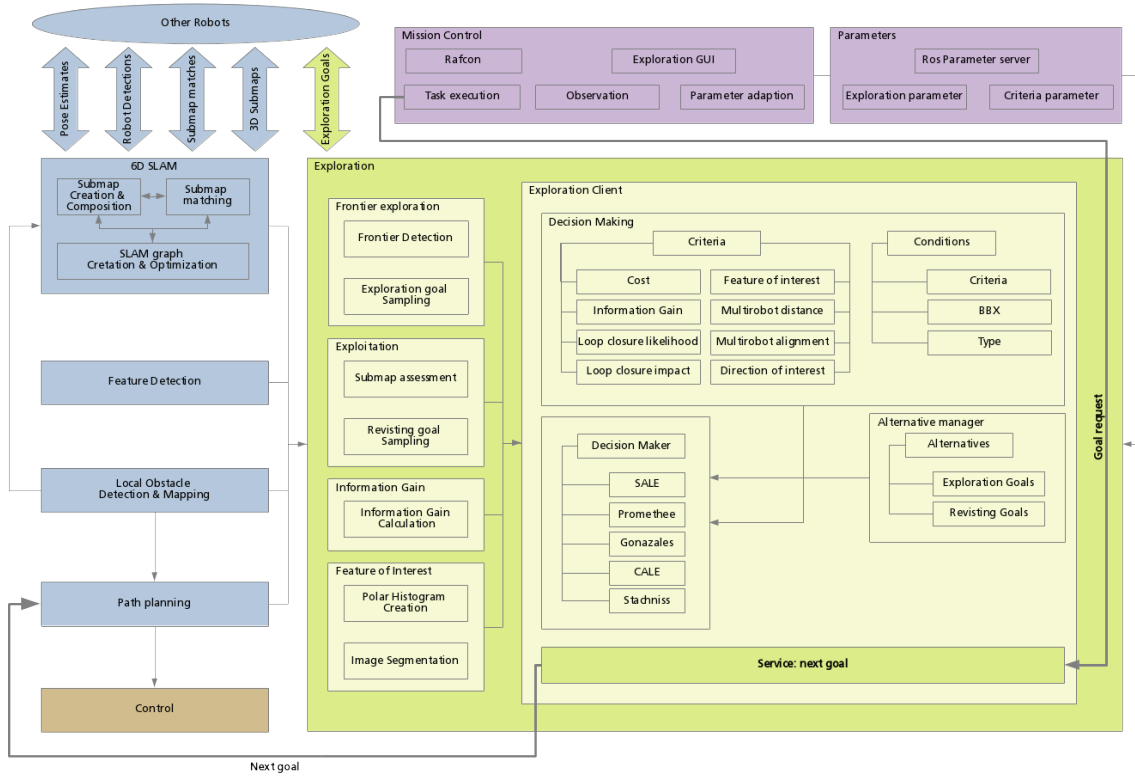 Other Robots
Pose Estimates
Robot Detections
Submap matches
3D Submaps
Exploration Goals
Mission Control
Rafcon
Exploration GUI
Task execution
Observation
Parameter adaption
Parameters
Ros Parameter server
Exploration parameter
Criteria parameter
6D SLAM
Submap
Creation &
Composition
Submap
matching
SLAM graph
Cretation & Optimization
Feature Detection
Local Obstacle
Detection & Mapping
Path planning
Control
Exploration
Frontier exploration
Frontier Detection
Exploration goal
Sampling
Exploitation
Submap assessment
Revisting goal
Sampling
Information Gain
Information Gain
Calculation
Feature of Interest
Polar Histogram
Creation
Image Segmentation
Exploration Client
Decision Making
Criteria
Cost
Information Gain
Loop closure likelihood
Loop closure impact
Feature of interest
Multirobot distance
Multirobot alignment
Direction of interest
Conditions
Criteria
BBX
Type
Decision Maker
SALE
Promethee
Gonazales
CALE
Stachniss
Alternative manager
Alternatives
Exploration Goals
Revisting Goals
Service: next goal
Goal request
Next goal